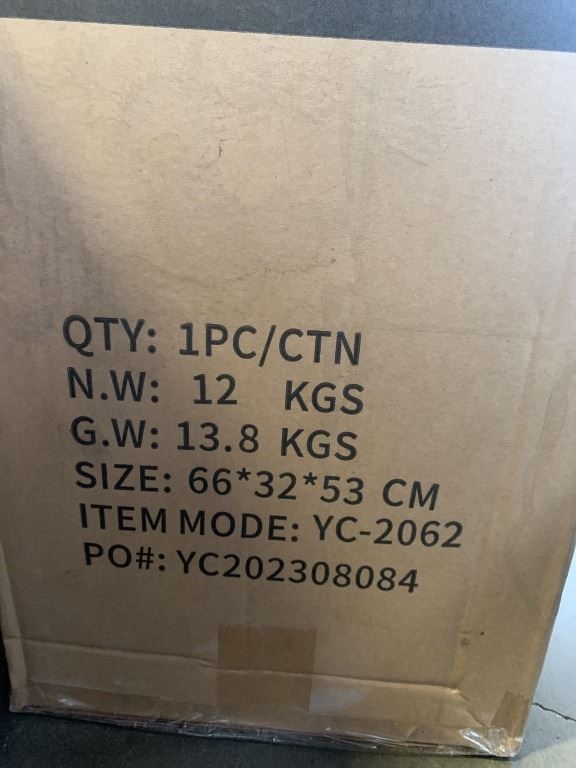 QTY: 1PC/CTN
N.W: 12 KGS
G.W: 13.8 KGS
SIZE: 66*32*53 CM
ITEM MODE: YC-2062
PO#: YC202308084